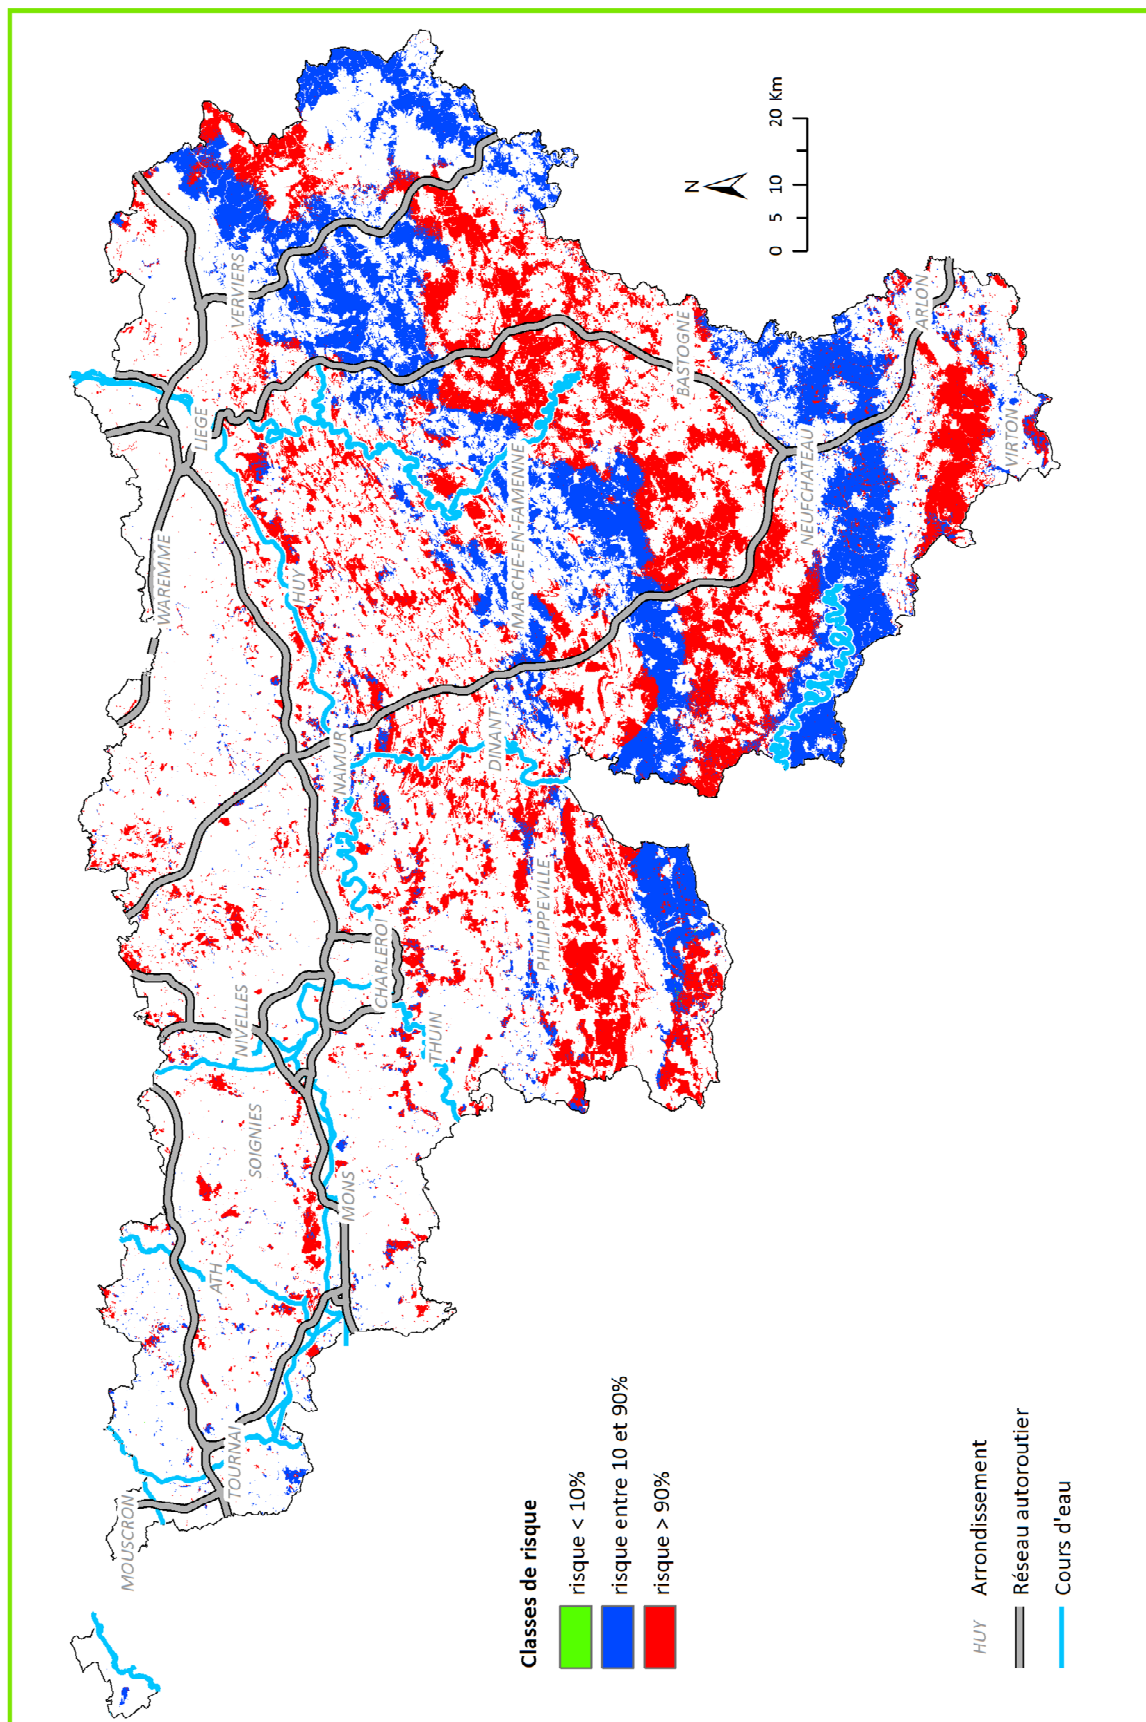 MOUSCRON
TOURNAI
ATH
SOIGNIES
MONS
NIVELLES
CHARLEROI
THUIN
PHILIPPEVILLE
NAMUR
DINANT
WAREMME
HUY
LIEGE
VERVIERS
MARCHE-EN-FAMENNE
BASTOGNE
NEUFCHATEAU
ARLON
VIRTON
N
0 5 10 20 Km
Classes de risque
risque < 10%
risque entre 10 et 90%
risque > 90%
HUY Arrondissement
Réseau autoroutier
Cours d'eau